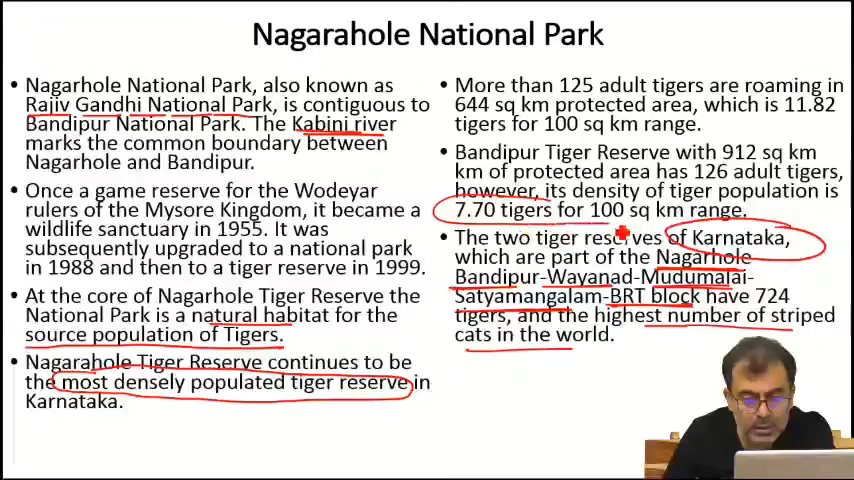 Nagarahole National Park
• Nagarhole National Park, also known as
Rajiv Gandhi National Park, is contiguous to
Bandipur National Park. The Kabini river
marks the common boundary between
Nagarhole and Bandipur.
• Once a game reserve for the Wodeyar
rulers of the Mysore Kingdom, it became a
wildlife sanctuary in 1955. It was
subsequently upgraded to a national park
in 1988 and then to a tiger reserve in 1999.
• At the core of Nagarhole Tiger Reserve the
National Park is a natural habitat for the
source population of Tigers.
• Nagarahole Tiger Reserve continues to be
the most densely populated tiger reserve in
Karnataka.
• More than 125 adult tigers are roaming in
644 sq km protected area, which is 11.82
tigers for 100 sq km range.
• Bandipur Tiger Reserve with 912 sq km
km of protected area has 126 adult tigers,
however, its density of tiger population is
7.70 tigers for 100 sq km range.
• The two tiger reserves of Karnataka,
which are part of the Nagarhole
Bandipur-Wayanad-Mudumalai-
Satyamangalam-BRT block have 724
tigers, and the highest number of striped
cats in the world.